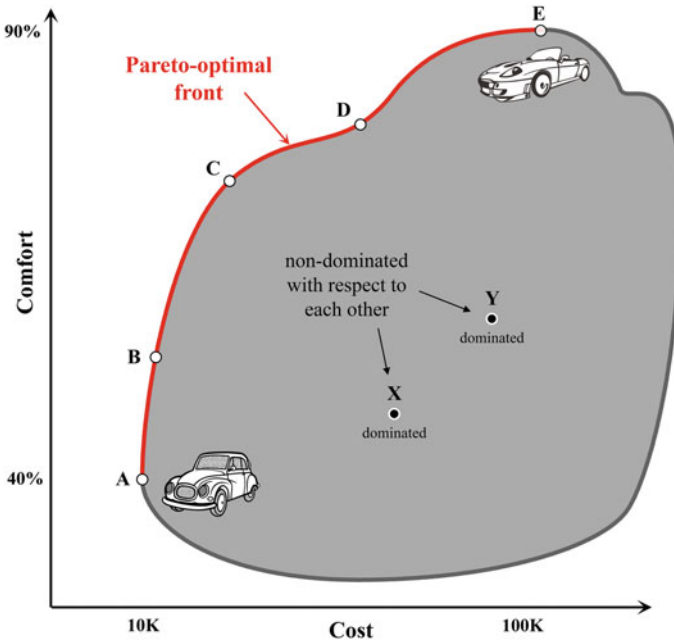 90%
E
Pareto-optimal
front
D
C
non-dominated
with respect to
each other
Y
dominated
Comfort
B
X
dominated
40%
A
10K
Cost
100K